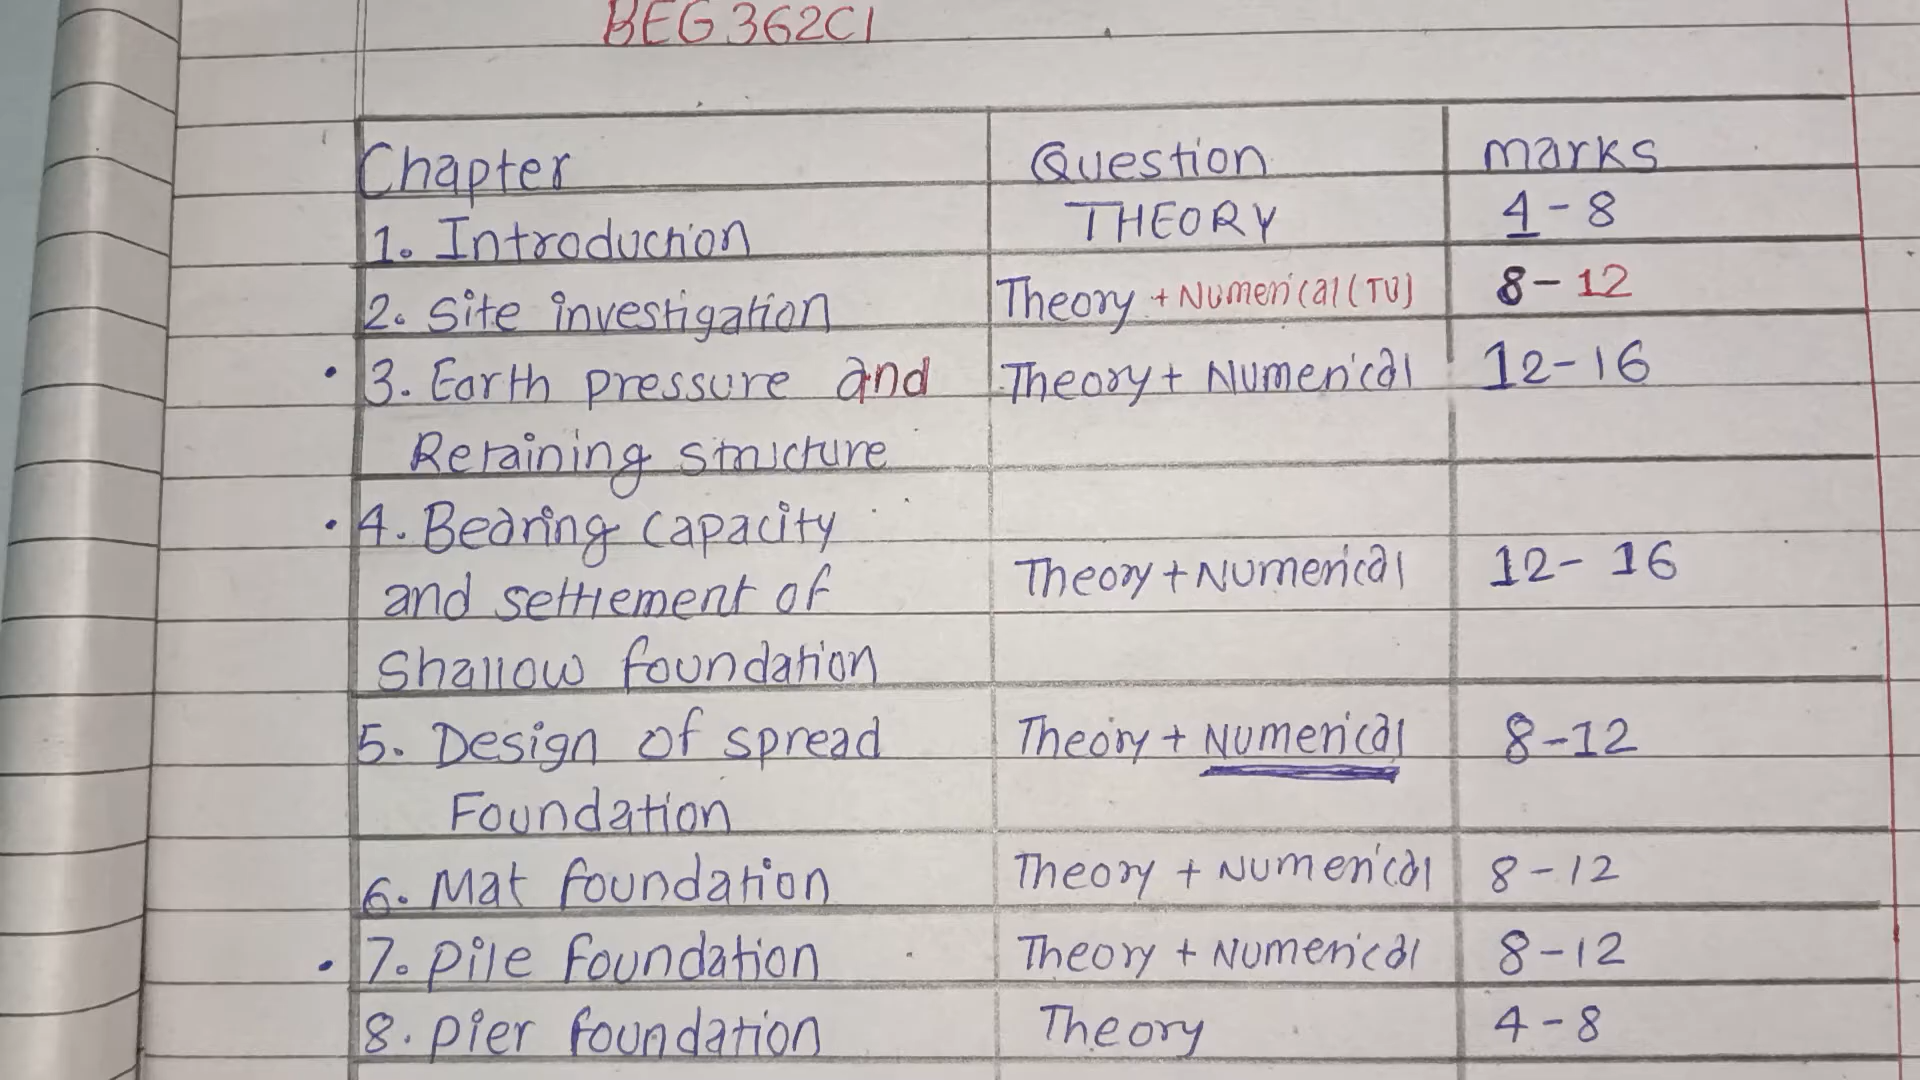 BEG362CI
Chapter Question marks
1. Introduction THEORY 4-8
2. Site investigation Theory + Numerical (TU) 8-12
3. Earth pressure and Theory + Numerical 12-16
Retaining structure
4. Bearing capacity
and settlement of Theory + Numerical 12-16
Shallow foundation
5. Design of spread Theory + Numerical 8-12
Foundation
6. Mat foundation Theory + Numerical 8-12
7. pile foundation Theory + Numerical 8-12
8. pier foundation Theory 4-8